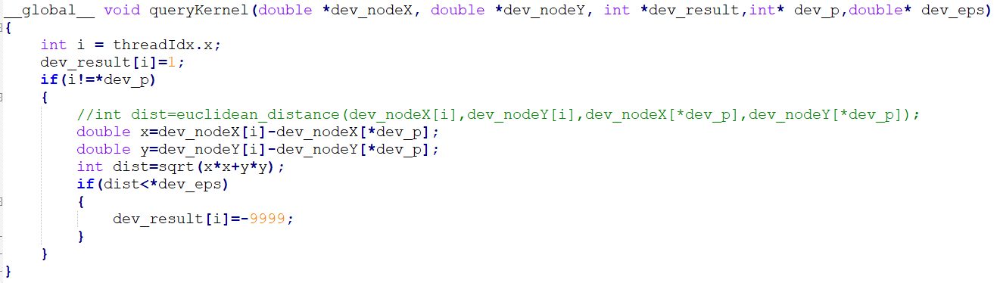 __global__ void queryKernel(double *dev_nodeX, double *dev_nodeY, int *dev_result,int* dev_p,double* dev_eps)
{
    int i = threadIdx.x;
    dev_result[i]=1;
    if(i!=*dev_p)
    {
        //int dist=euclidean_distance(dev_nodeX[i],dev_nodeY[i],dev_nodeX[*dev_p],dev_nodeY[*dev_p]);
        double x=dev_nodeX[i]-dev_nodeX[*dev_p];
        double y=dev_nodeY[i]-dev_nodeY[*dev_p];
        int dist=sqrt(x*x+y*y);
        if(dist<*dev_eps)
        {
            dev_result[i]=-9999;
        }
    }
}